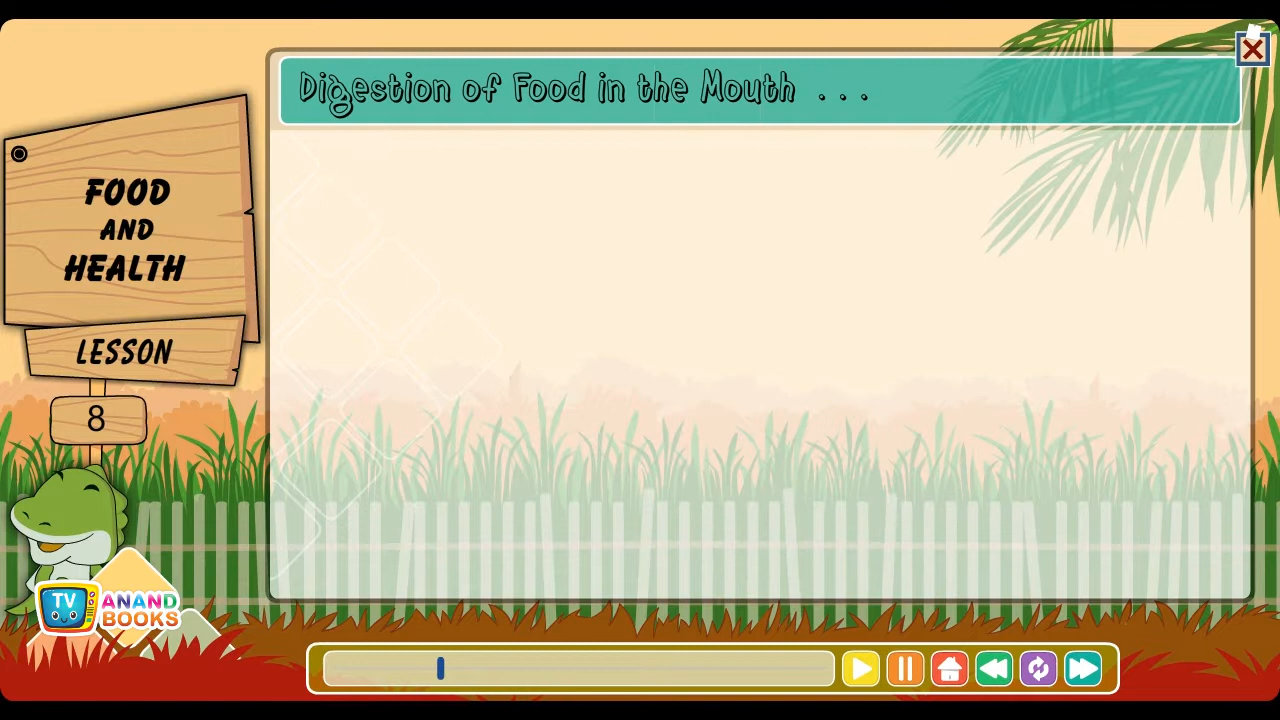 Digestion of Food in the Mouth . . .
FOOD
AND
HEALTH
LESSON
8
TV
ANAND
BOOKS